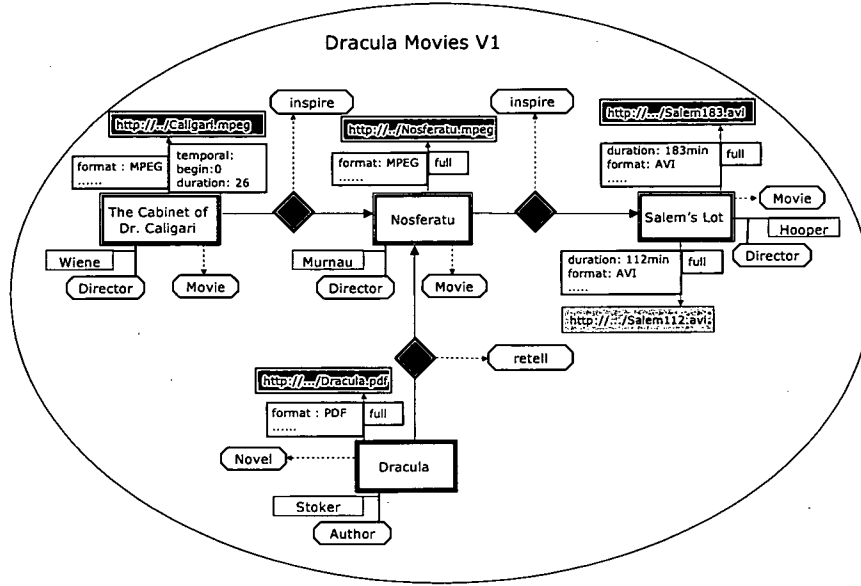 Dracula Movies V1
inspire
inspire
http://../Caligari.mpeg
http://../Nosferatu.mpeg
http://.../Salem183.avi
format : MPEG
......
temporal:
begin:0
duration: 26
format: MPEG
......
full
duration: 183min
format: AVI
.....
full
The Cabinet of
Dr. Caligari
Nosferatu
Salem's Lot
Movie
Hooper
Director
Wiene
Director
Movie
Murnau
Director
Movie
duration: 112min
format: AVI
.....
full
http://.../Salem112.avi
retell
http://.../Dracula.pdf
format : PDF
......
full
Novel
Dracula
Stoker
Author